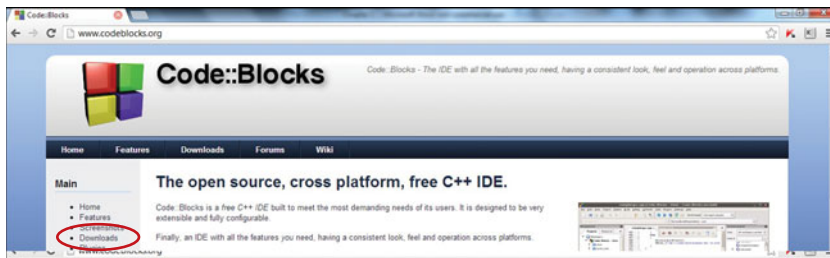 Code::Blocks
www.codeblocks.org
Code::Blocks
Code::Blocks - The IDE with all the features you need, having a consistent look, feel and operation across platforms.
Home Features Downloads Forums Wiki
Main
Home
Features
Screenshots
Downloads
The open source, cross platform, free C++ IDE.
Code::Blocks is a free C++ IDE built to meet the most demanding needs of its users. It is designed to be very
extensible and fully configurable.
Finally, an IDE with all the features you need, having a consistent look, feel and operation across platforms.